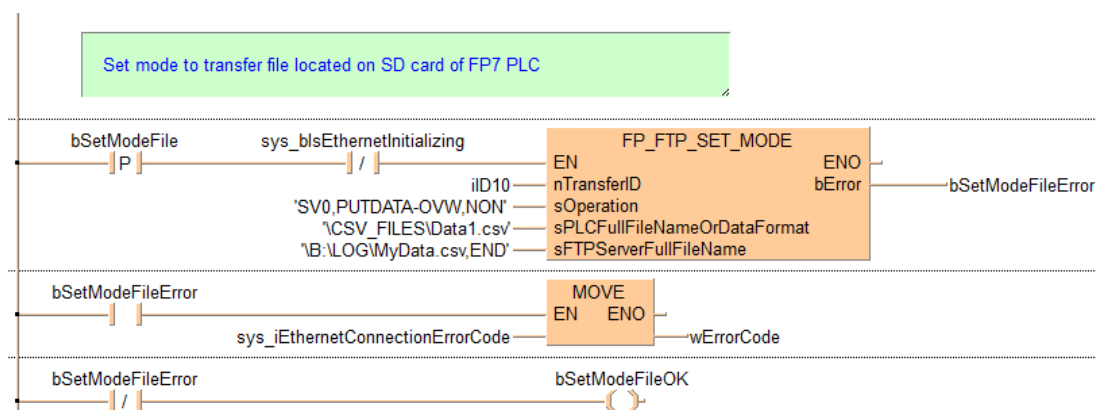 Set mode to transfer file located on SD card of FP7 PLC
bSetModeFile sys_bIsEthernetInitializing FP_FTP_SET_MODE
P / EN ENO
iID10 nTransferID bError bSetModeFileError
'SV0,PUTDATA-OVW,NON' sOperation
'\CSV_FILES\Data1.csv' sPLCFullFileNameOrDataFormat
'\B:\LOG\MyData.csv,END' sFTPServerFullFileName
bSetModeFileError MOVE
EN ENO
sys_iEthernetConnectionErrorCode wErrorCode
bSetModeFileError bSetModeFileOK
/